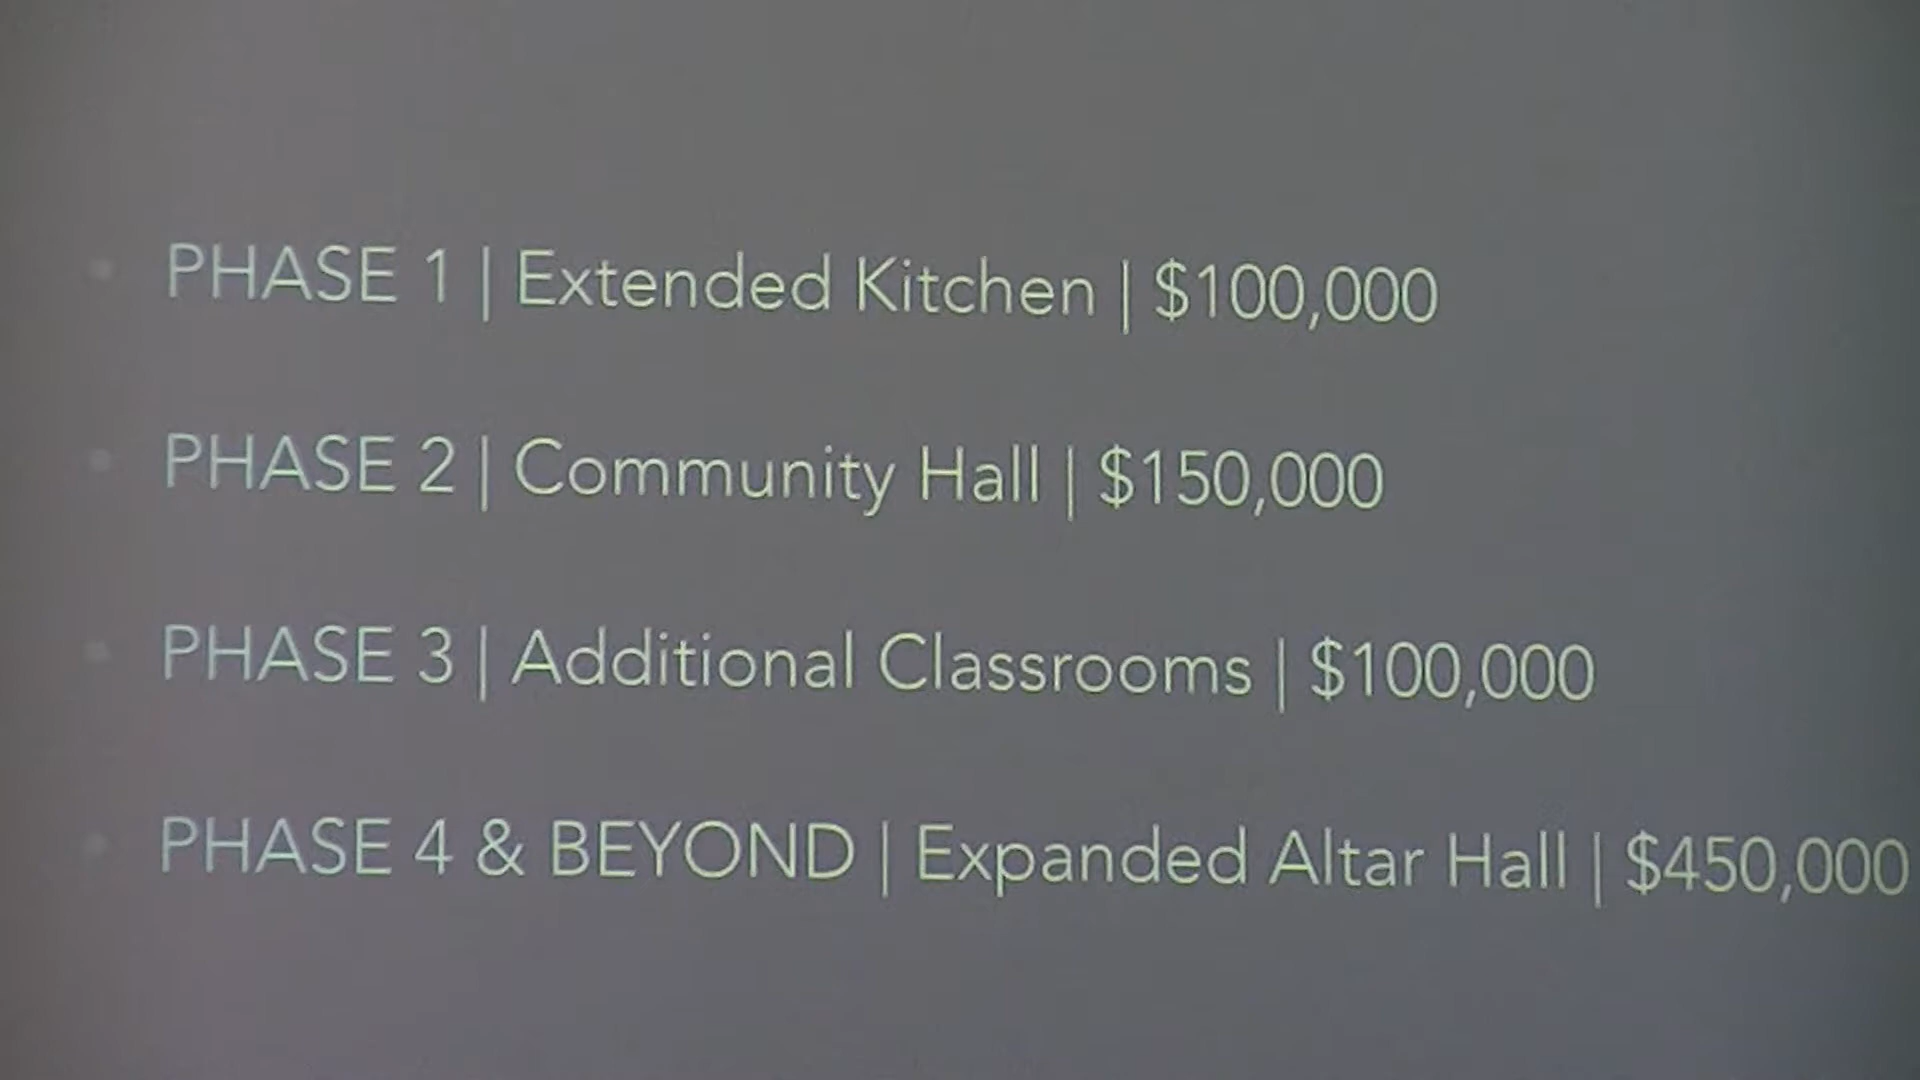 PHASE 1 | Extended Kitchen | $100,000
PHASE 2 | Community Hall | $150,000
PHASE 3 | Additional Classrooms | $100,000
PHASE 4 & BEYOND | Expanded Altar Hall | $450,000